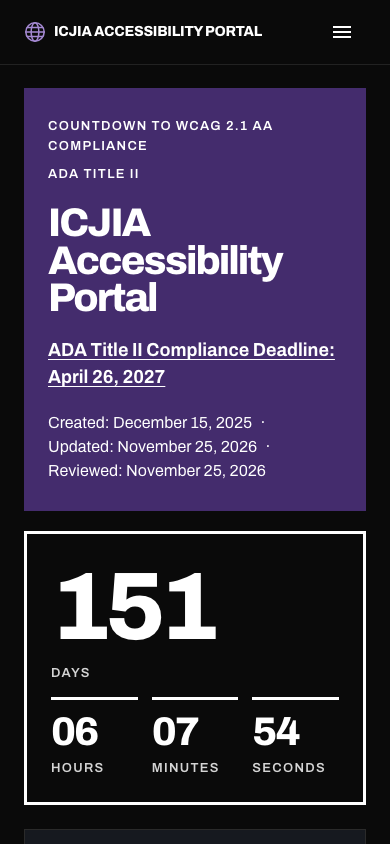 ICJIA ACCESSIBILITY PORTAL
COUNTDOWN TO WCAG 2.1 AA
COMPLIANCE
ADA TITLE II
ICJIA
Accessibility
Portal
ADA Title II Compliance Deadline:
April 26, 2027
Created: December 15, 2025 ·
Updated: November 25, 2026 ·
Reviewed: November 25, 2026
151
DAYS
06 07 54
HOURS MINUTES SECONDS